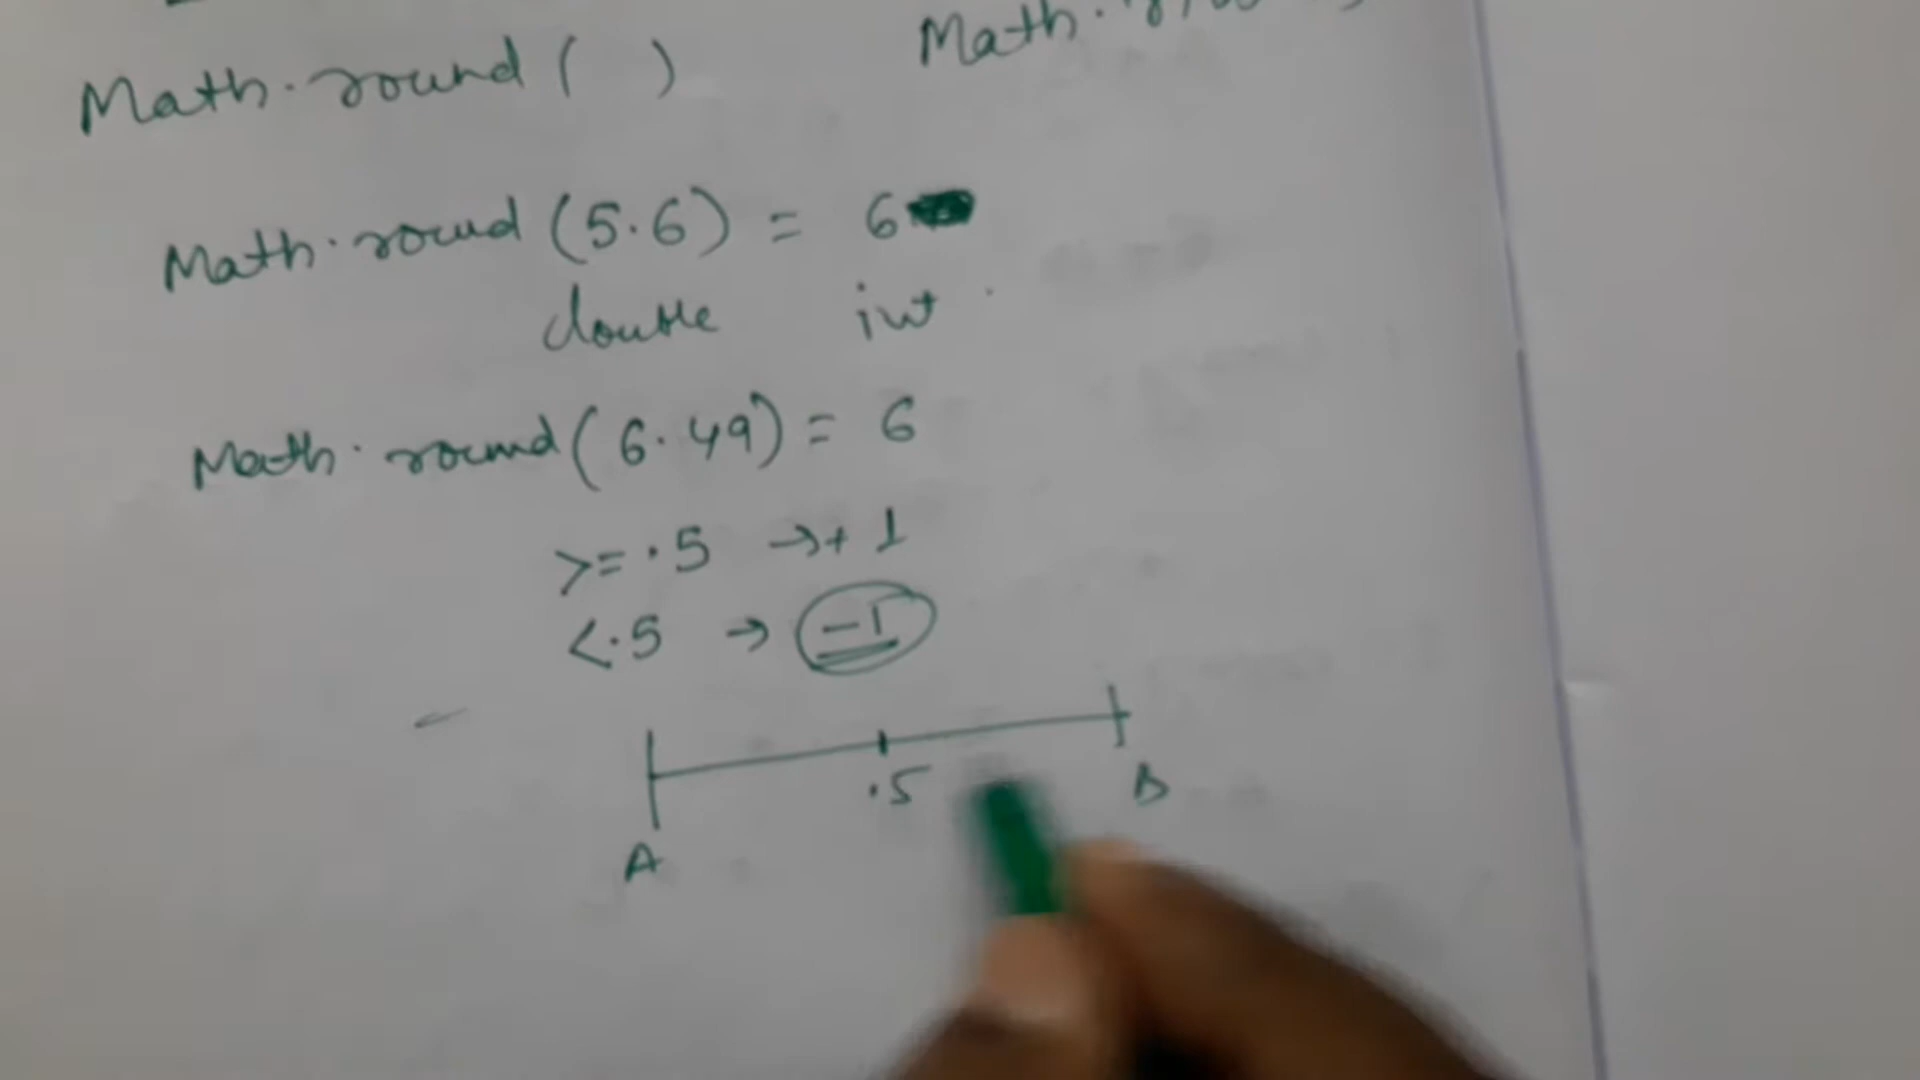 Math.round( ) Math.
Math.round(5.6) = 6
double int
Math.round(6.49) = 6
>= .5 →+ 1
<.5 → -1
.5 B
A